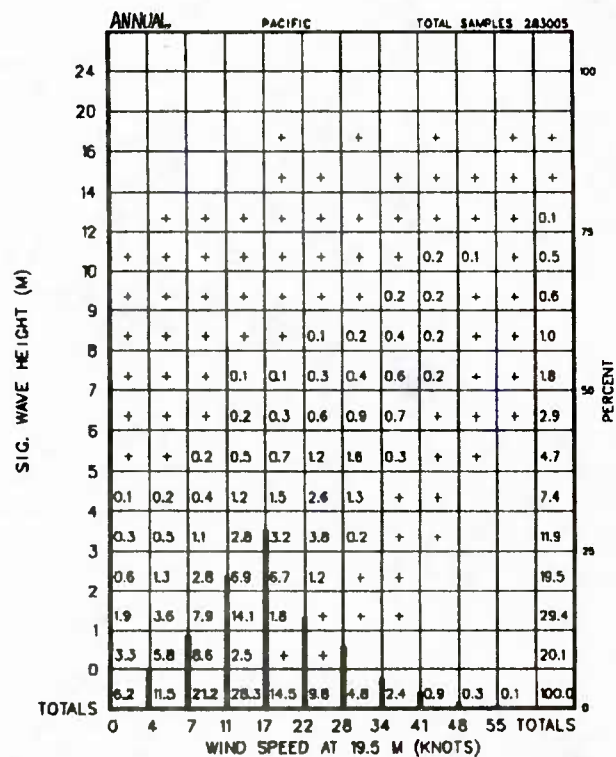 ANNUAL PACIFIC TOTAL SAMPLES 283005
24 100
20
+ + + + +
16
+ + + + + + +
14
+ + + + + + + + + + 0.1
12 75
+ + + + + + + + 0.2 0.1 + 0.5
10
+ + + + + + + 0.2 0.2 + + 0.6
9
+ + + + + 0.1 0.2 0.4 0.2 + + 1.0
8
+ + + 0.1 0.1 0.3 0.4 0.6 0.2 + + 1.8
7 50
+ + + 0.2 0.3 0.6 0.9 0.7 + + + 2.9
6
+ + 0.2 0.5 0.7 1.2 1.6 0.3 + + 4.7
5
0.1 0.2 0.4 1.2 1.5 2.6 1.3 + + 7.4
4
0.3 0.5 1.1 2.8 3.2 3.8 0.2 + + 11.9
3 25
0.6 1.3 2.8 6.9 6.7 1.2 + + 19.5
2
1.9 3.6 7.9 14.1 1.8 + + + 29.4
1
3.3 5.8 8.6 2.5 + + 20.1
0
6.2 11.5 21.2 28.3 14.5 9.8 4.8 2.4 0.9 0.3 0.1 100.0
TOTALS 0
0 4 7 11 17 22 28 34 41 48 55 TOTALS
WIND SPEED AT 19.5 M (KNOTS)
SIG. WAVE HEIGHT (M)
PERCENT